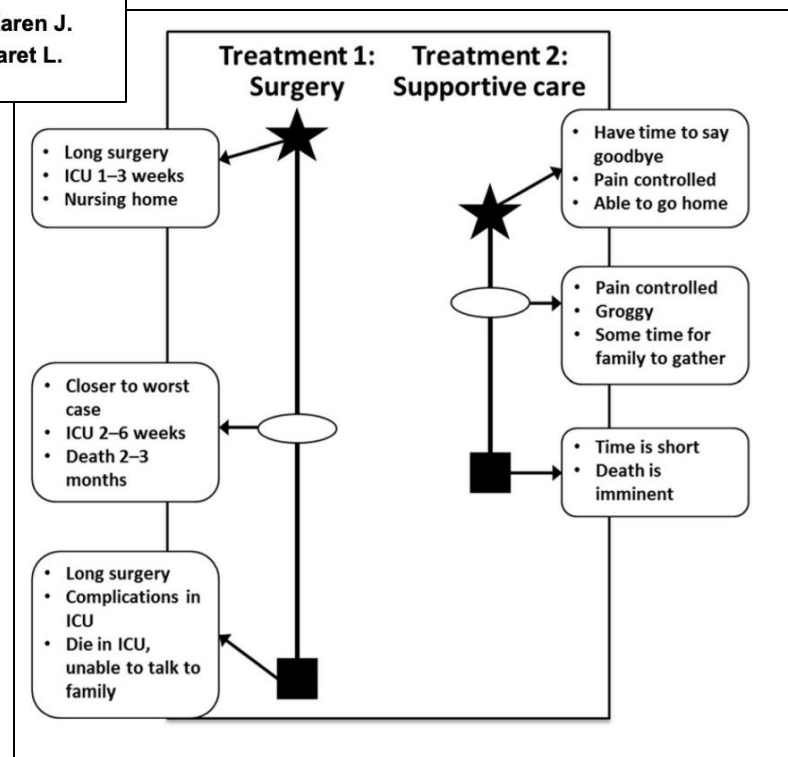 aren J.
aret L.
Treatment 1:
Surgery
Treatment 2:
Supportive care
• Long surgery
• ICU 1–3 weeks
• Nursing home
• Closer to worst
case
• ICU 2–6 weeks
• Death 2–3
months
• Long surgery
• Complications in
ICU
• Die in ICU,
unable to talk to
family
• Have time to say
goodbye
• Pain controlled
• Able to go home
• Pain controlled
• Groggy
• Some time for
family to gather
• Time is short
• Death is
imminent